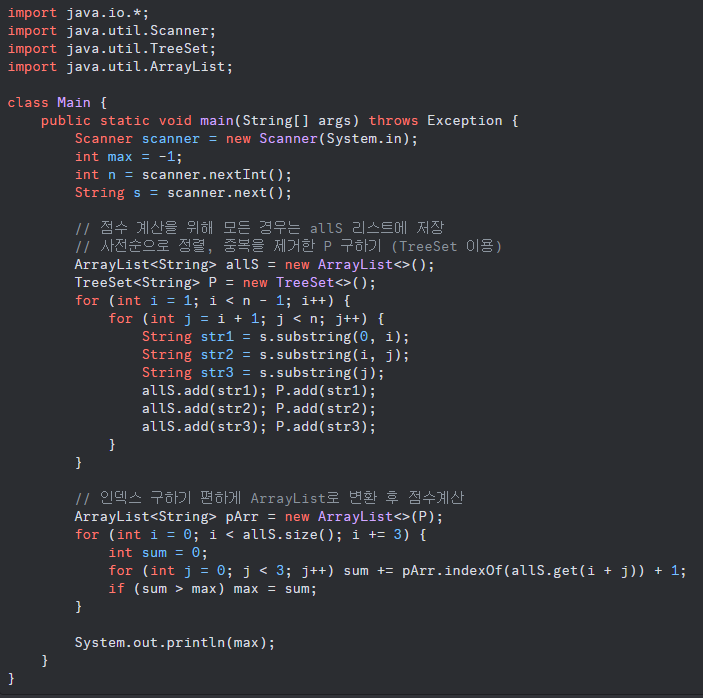 import java.io.*;
import java.util.Scanner;
import java.util.TreeSet;
import java.util.ArrayList;

class Main {
    public static void main(String[] args) throws Exception {
        Scanner scanner = new Scanner(System.in);
        int max = -1;
        int n = scanner.nextInt();
        String s = scanner.next();

        // 점수 계산을 위해 모든 경우는 allS 리스트에 저장
        // 사전순으로 정렬, 중복을 제거한 P 구하기 (TreeSet 이용)
        ArrayList<String> allS = new ArrayList<>();
        TreeSet<String> P = new TreeSet<>();
        for (int i = 1; i < n - 1; i++) {
            for (int j = i + 1; j < n; j++) {
                String str1 = s.substring(0, i);
                String str2 = s.substring(i, j);
                String str3 = s.substring(j);
                allS.add(str1); P.add(str1);
                allS.add(str2); P.add(str2);
                allS.add(str3); P.add(str3);
            }
        }

        // 인덱스 구하기 편하게 ArrayList로 변환 후 점수계산
        ArrayList<String> pArr = new ArrayList<>(P);
        for (int i = 0; i < allS.size(); i += 3) {
            int sum = 0;
            for (int j = 0; j < 3; j++) sum += pArr.indexOf(allS.get(i + j)) + 1;
            if (sum > max) max = sum;
        }

        System.out.println(max);
    }
}